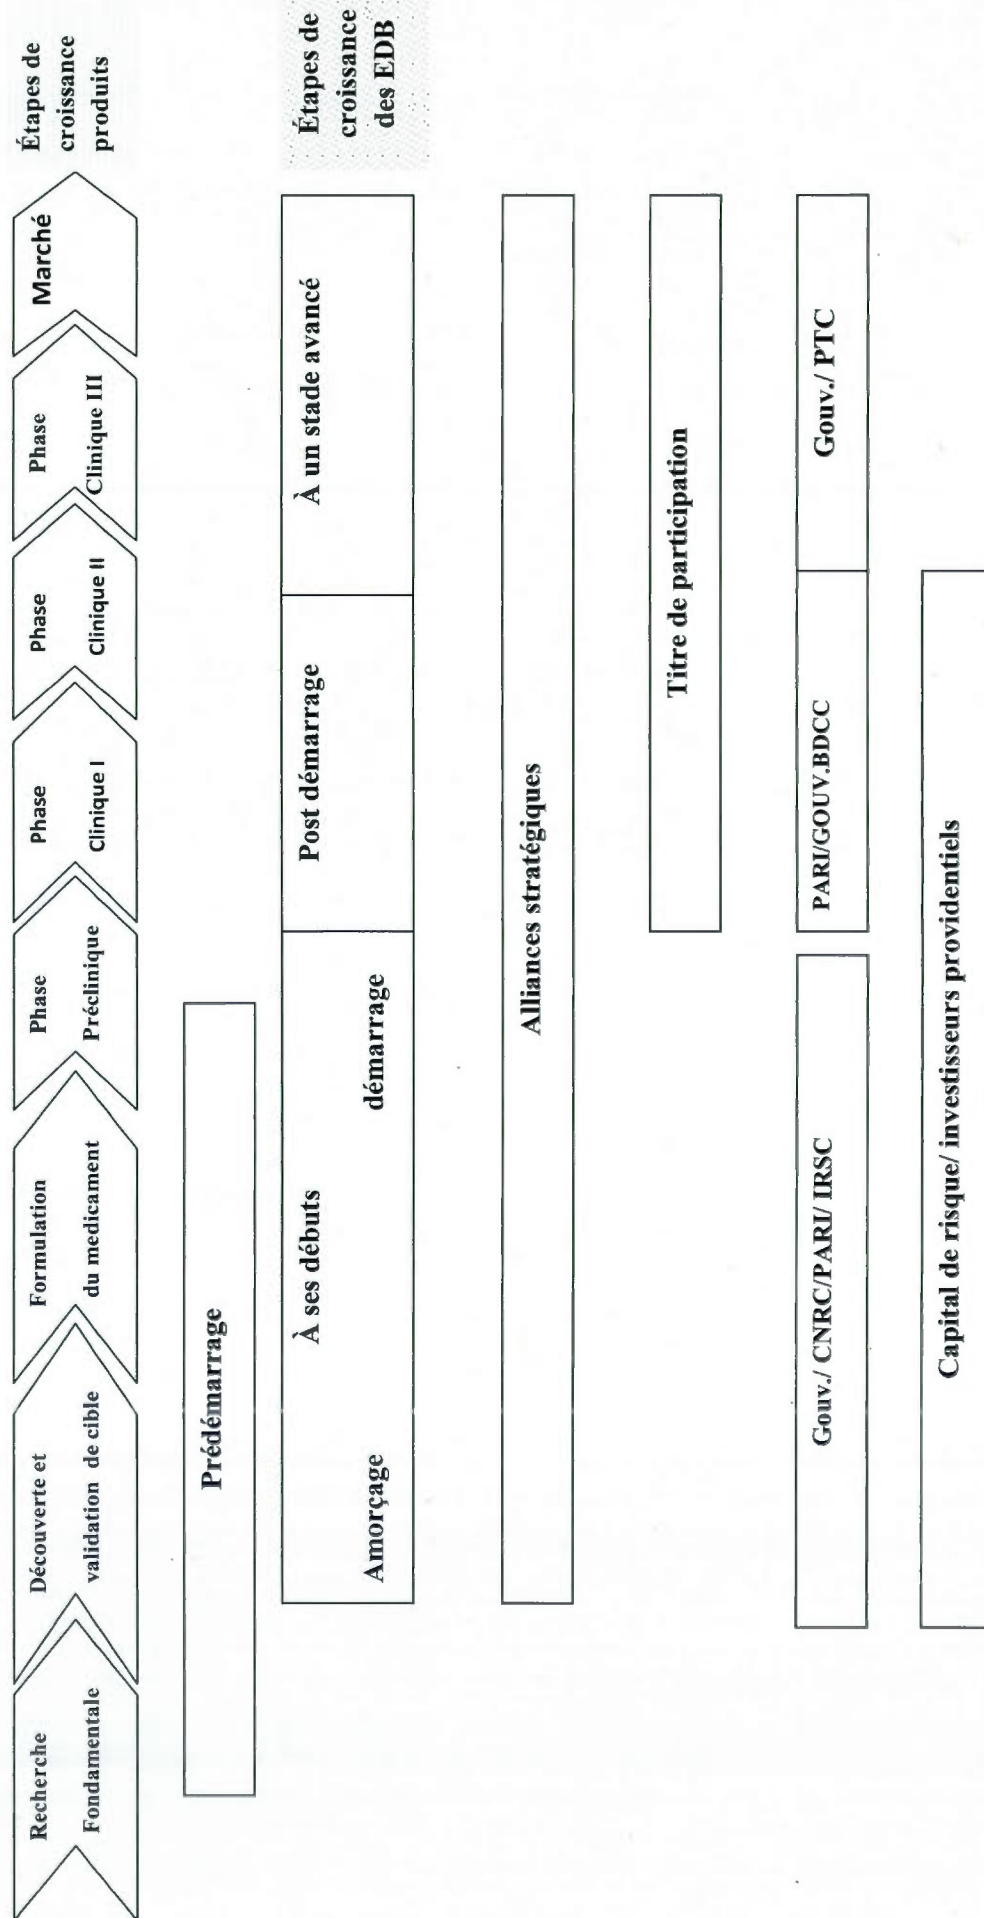 Recherche
Fondamentale
Découverte et
validation de cible
Formulation
du medicament
Phase
Préclinique
Phase
Clinique I
Phase
Clinique II
Phase
Clinique III
Marché
Étapes de
croissance
produits
Prédémarrage
À ses débuts
Amorçage
démarrage
Post démarrage
À un stade avancé
Étapes de
croissance
des EDB
Alliances stratégiques
Titre de participation
Gouv./ CNRC/PARI/ IRSC
PARI/GOUV.BDCC
Gouv./ PTC
Capital de risque/ investisseurs providentiels